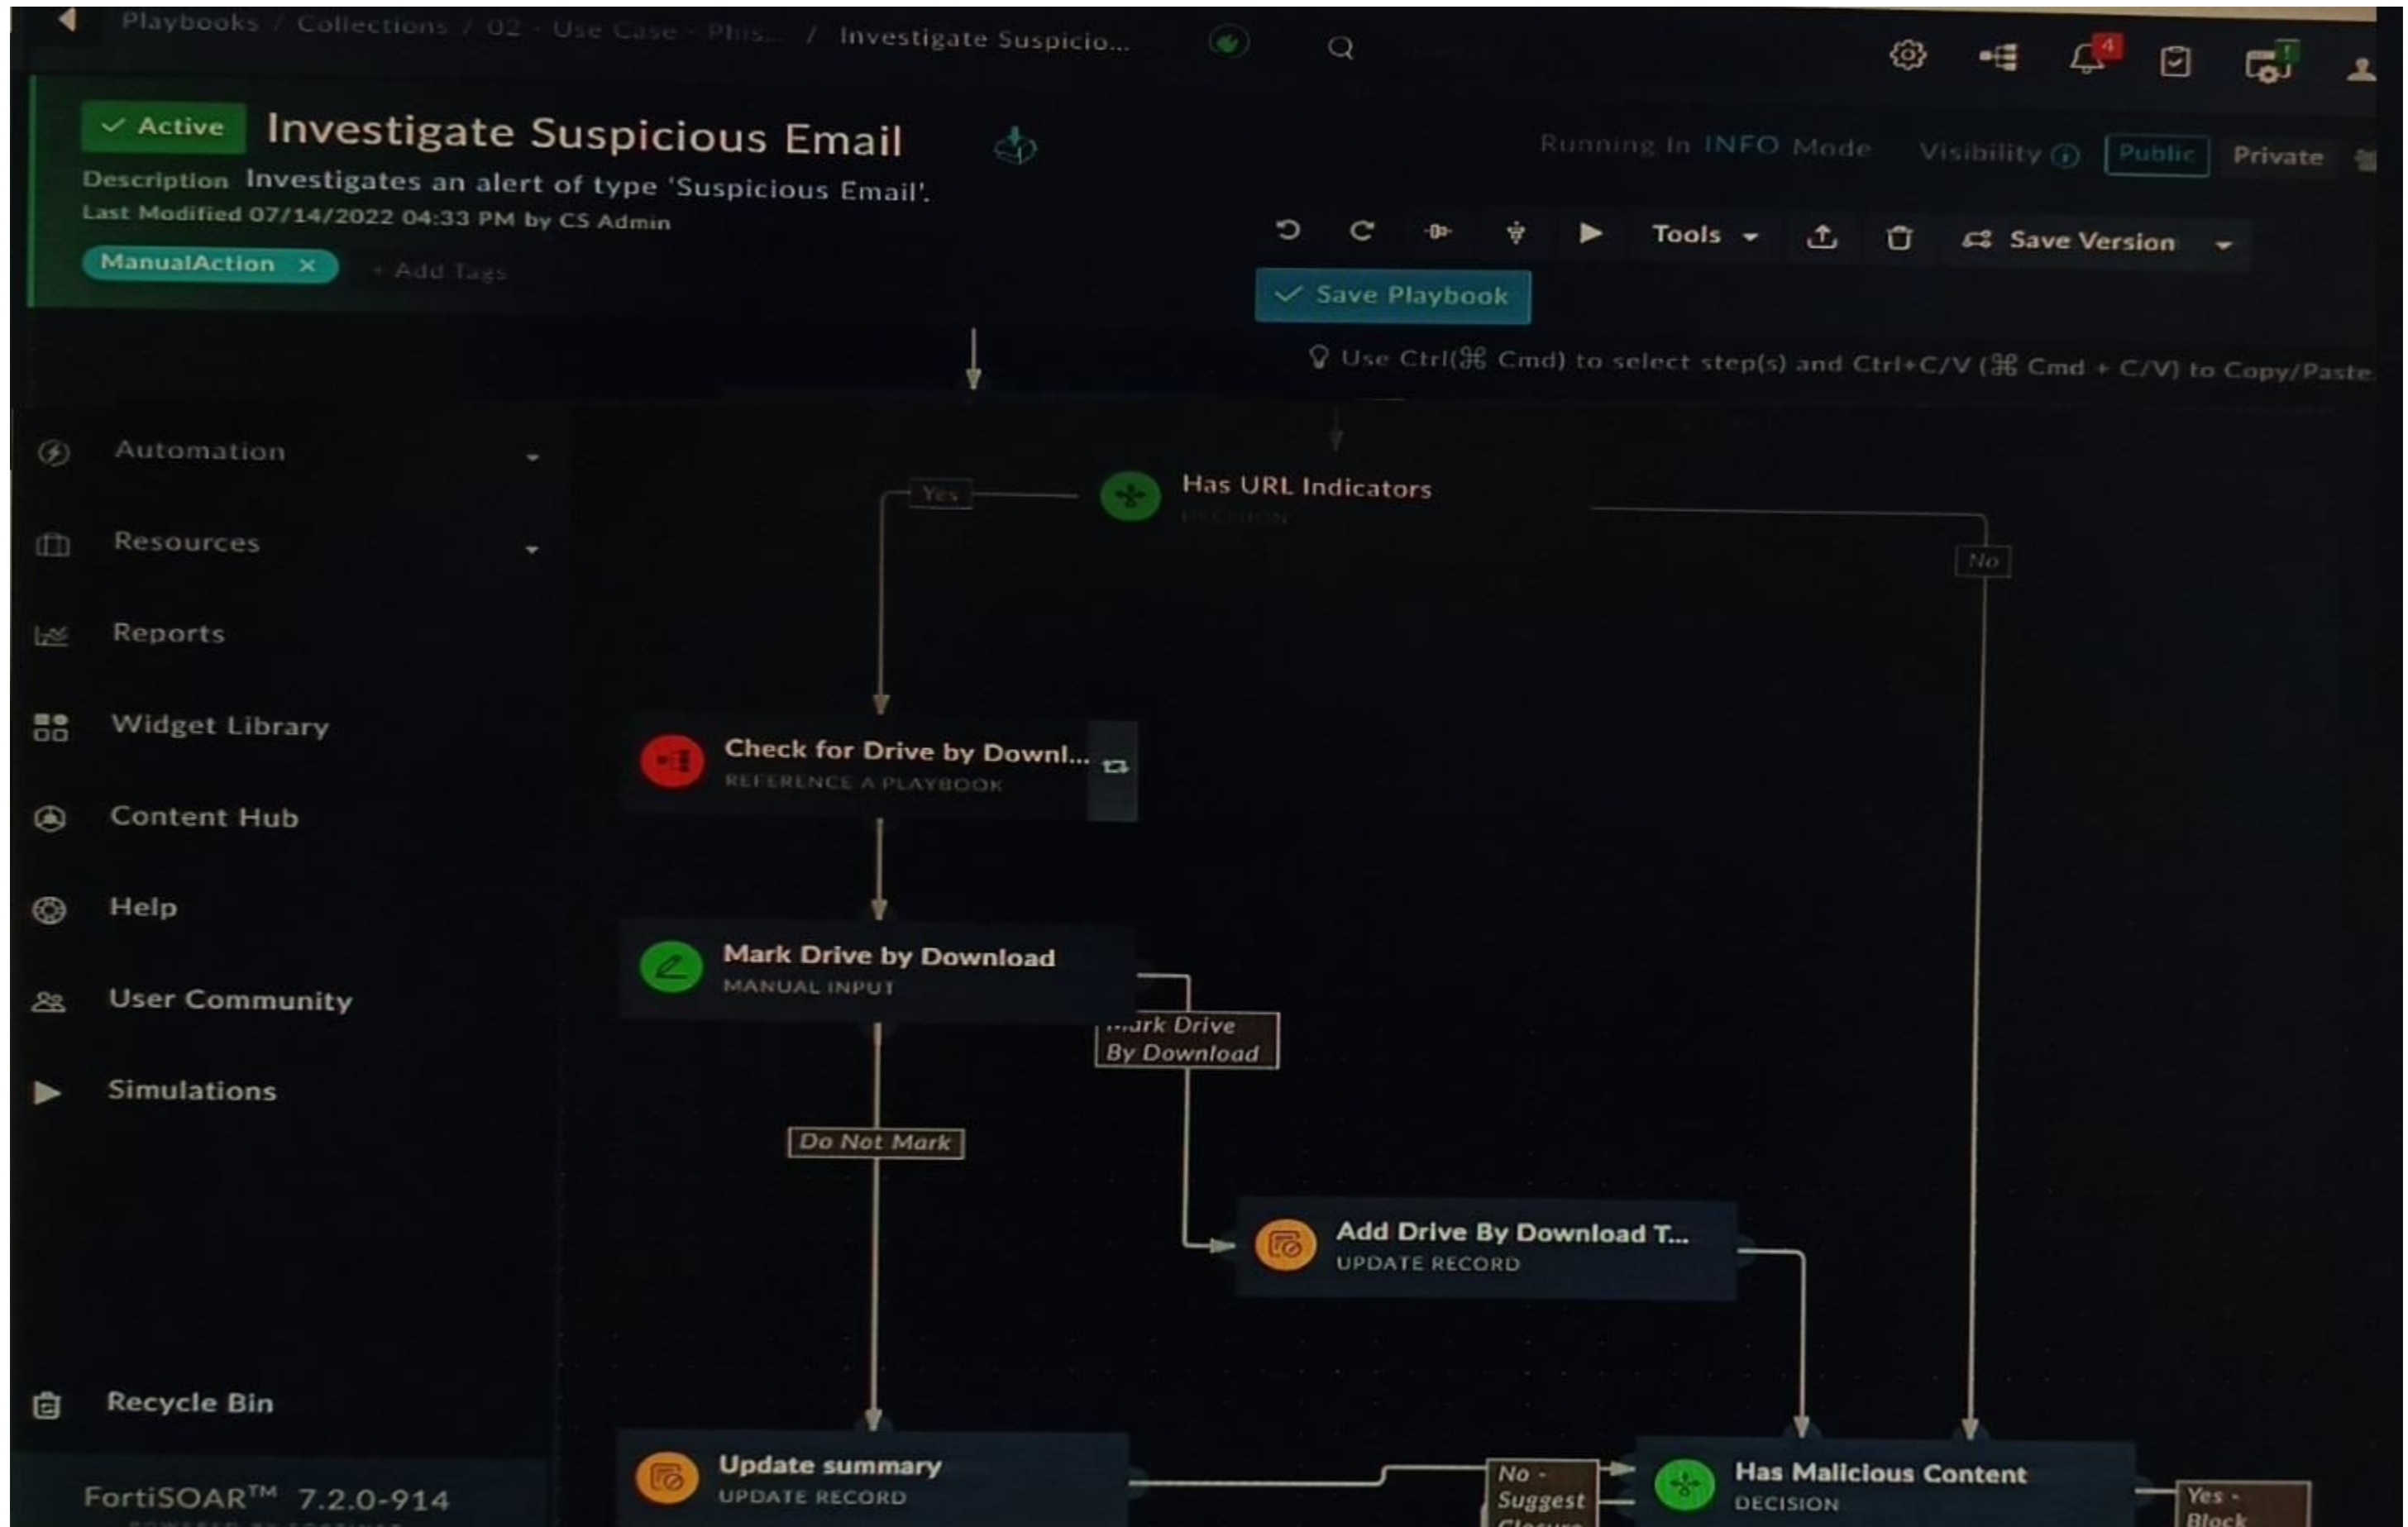 Playbooks / Collections / 02 - Use Case - Phis... / Investigate Suspicio...
4
Active
Investigate Suspicious Email
Description Investigates an alert of type 'Suspicious Email'.
Last Modified 07/14/2022 04:33 PM by CS Admin
ManualAction ×
+ Add Tags
Running In INFO Mode
Visibility
Public
Private
Tools
Save Version
Save Playbook
Use Ctrl(⌘ Cmd) to select step(s) and Ctrl+C/V (⌘ Cmd + C/V) to Copy/Paste.
Automation
Resources
Reports
Widget Library
Content Hub
Help
User Community
Simulations
Recycle Bin
FortiSOAR™ 7.2.0-914
Has URL Indicators
DECISION
Yes
No
Check for Drive by Downl...
REFERENCE A PLAYBOOK
Mark Drive by Download
MANUAL INPUT
Mark Drive
By Download
Do Not Mark
Add Drive By Download T...
UPDATE RECORD
Update summary
UPDATE RECORD
No -
Suggest
Closure
Has Malicious Content
DECISION
Yes -
Block